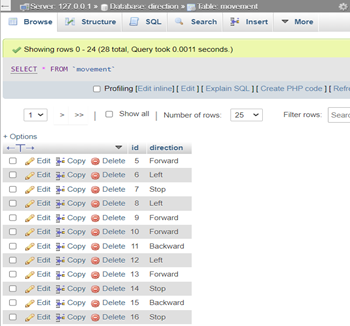 Server: 127.0.0.1 » Database: direction » Table: movement
Browse Structure SQL Search Insert More
Showing rows 0 - 24 (28 total, Query took 0.0011 seconds.)
SELECT * FROM `movement`
Profiling [Edit inline] [ Edit ] [ Explain SQL ] [ Create PHP code ] [ Refre
1 > >> Show all Number of rows: 25 Filter rows: Searc
+ Options
←T→ id direction
Edit Copy Delete 5 Forward
Edit Copy Delete 6 Left
Edit Copy Delete 7 Stop
Edit Copy Delete 8 Left
Edit Copy Delete 9 Forward
Edit Copy Delete 10 Forward
Edit Copy Delete 11 Backward
Edit Copy Delete 12 Left
Edit Copy Delete 13 Forward
Edit Copy Delete 14 Stop
Edit Copy Delete 15 Backward
Edit Copy Delete 16 Stop